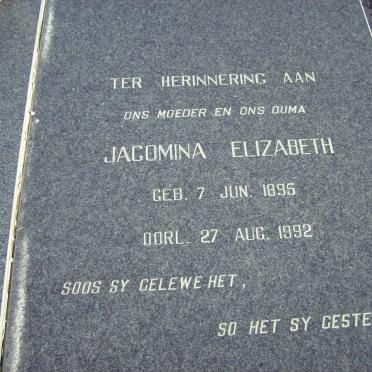 TER HERINNERING AAN
ONS MOEDER EN ONS OUMA
JACOMINA ELIZABETH
GEB. 7 JUN. 1895
OORL. 27 AUG. 1992
SOOS SY GELEWE HET,
SO HET SY GESTE